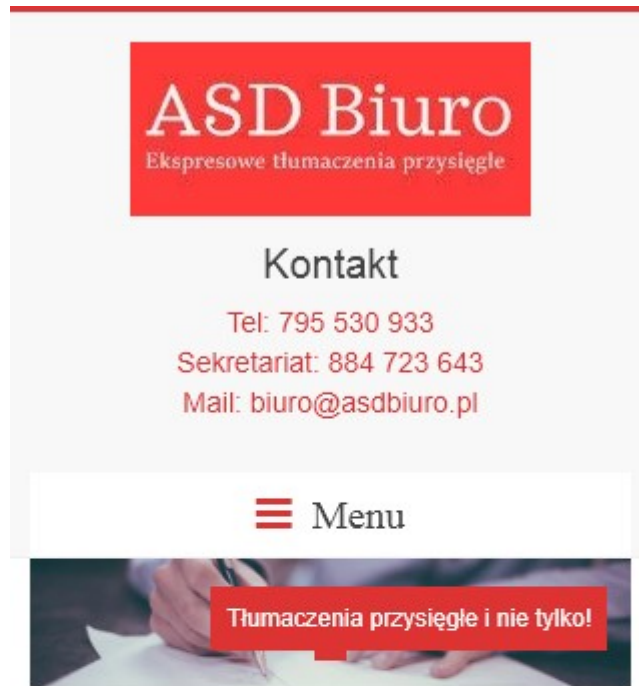 ASD Biuro
Ekspresowe tłumaczenia przysięgłe
Kontakt
Tel: 795 530 933
Sekretariat: 884 723 643
Mail: biuro@asdbiuro.pl
Menu
Tłumaczenia przysięgłe i nie tylko!